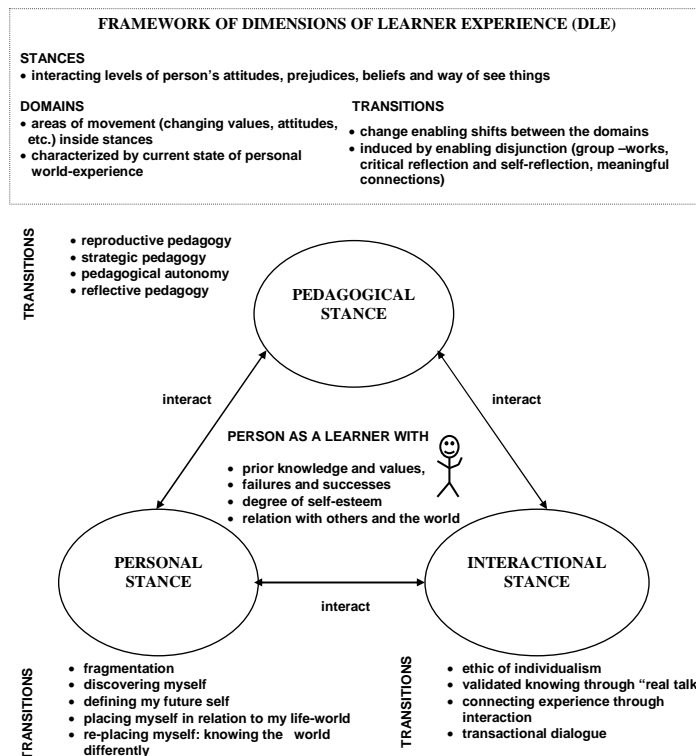 FRAMEWORK OF DIMENSIONS OF LEARNER EXPERIENCE (DLE)
STANCES
• interacting levels of person's attitudes, prejudices, beliefs and way of see things
DOMAINS
• areas of movement (changing values, attitudes,
etc.) inside stances
• characterized by current state of personal
world-experience
TRANSITIONS
• change enabling shifts between the domains
• induced by enabling disjunction (group –works,
critical reflection and self-reflection, meaningful
connections)
TRANSITIONS
• reproductive pedagogy
• strategic pedagogy
• pedagogical autonomy
• reflective pedagogy
PEDAGOGICAL
STANCE
interact
interact
PERSON AS A LEARNER WITH
• prior knowledge and values,
• failures and successes
• degree of self-esteem
• relation with others and the world
PERSONAL
STANCE
INTERACTIONAL
STANCE
interact
TRANSITIONS
• fragmentation
• discovering myself
• defining my future self
• placing myself in relation to my life-world
• re-placing myself: knowing the world
differently
TRANSITIONS
• ethic of individualism
• validated knowing through “real talk
• connecting experience through
interaction
• transactional dialogue